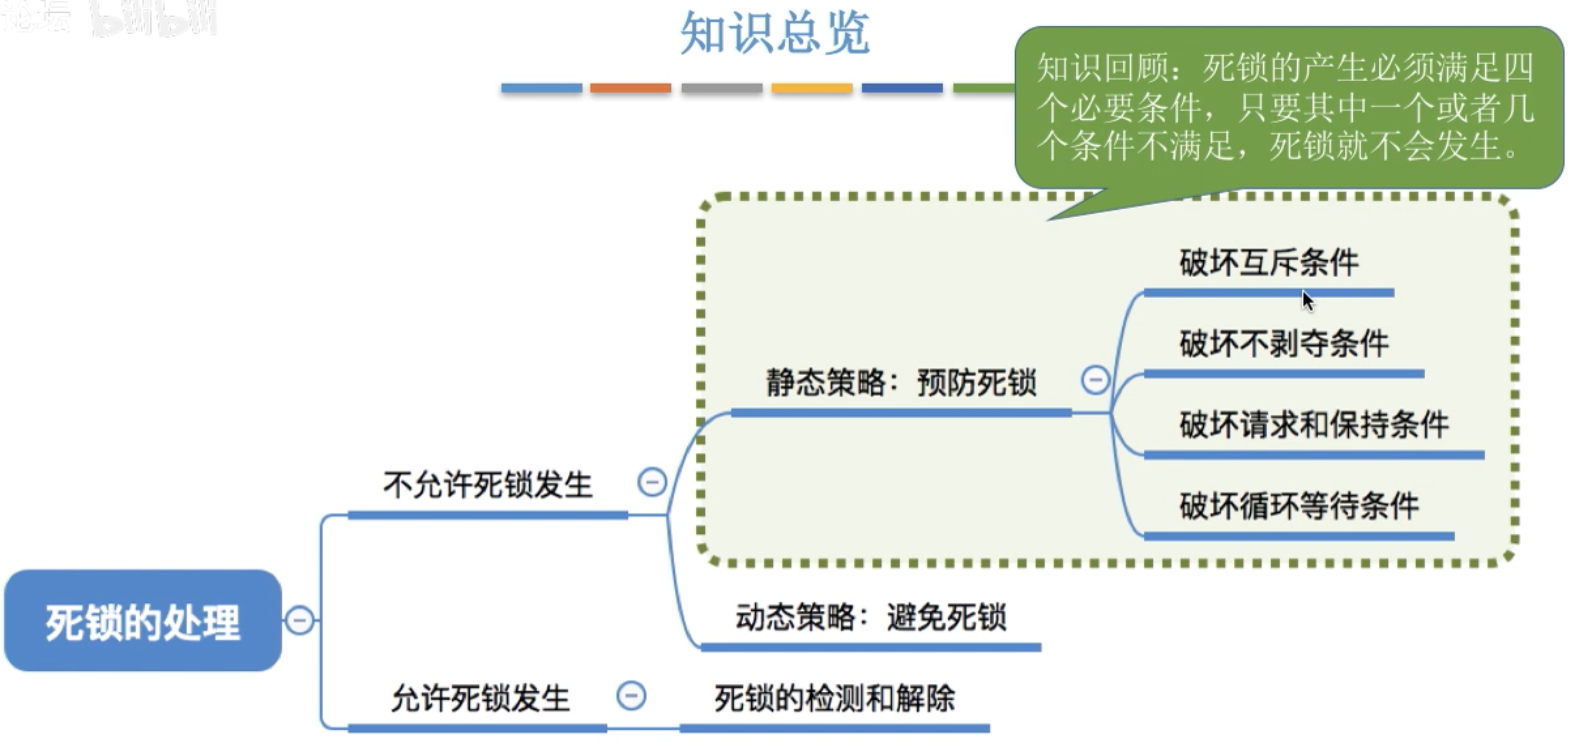 论坛 bilibili
知识总览
知识回顾：死锁的产生必须满足四
个必要条件，只要其中一个或者几
个条件不满足，死锁就不会发生。
破坏互斥条件
破坏不剥夺条件
静态策略：预防死锁
破坏请求和保持条件
不允许死锁发生
破坏循环等待条件
死锁的处理
动态策略：避免死锁
允许死锁发生
死锁的检测和解除